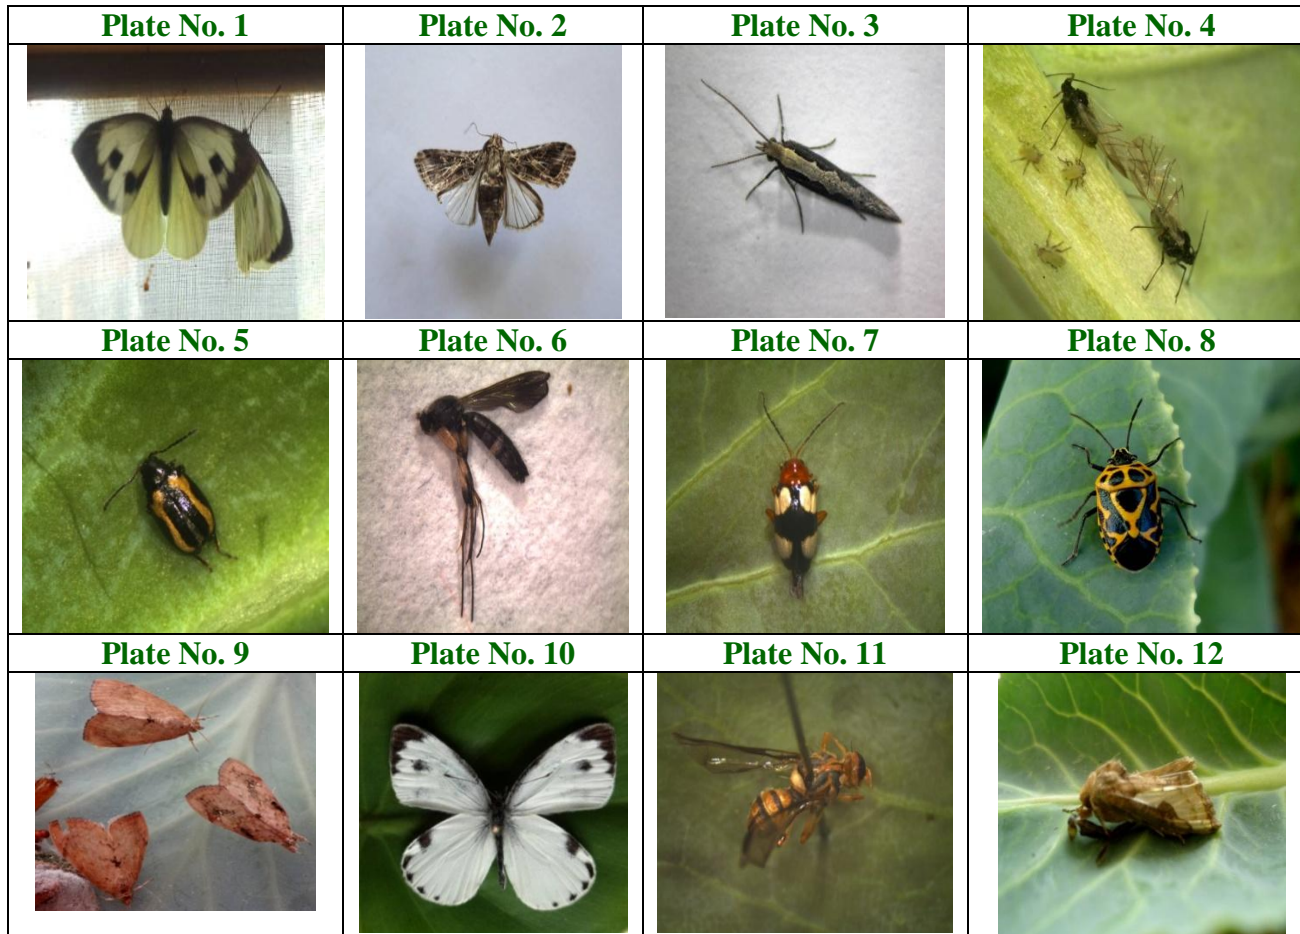 Plate No. 1
Plate No. 2
Plate No. 3
Plate No. 4
Plate No. 5
Plate No. 6
Plate No. 7
Plate No. 8
Plate No. 9
Plate No. 10
Plate No. 11
Plate No. 12